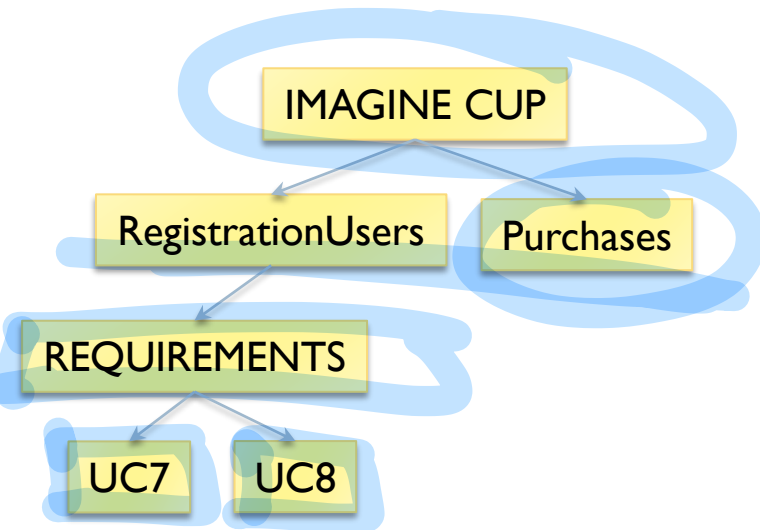 IMAGINE CUP
RegistrationUsers
Purchases
REQUIREMENTS
UC7
UC8